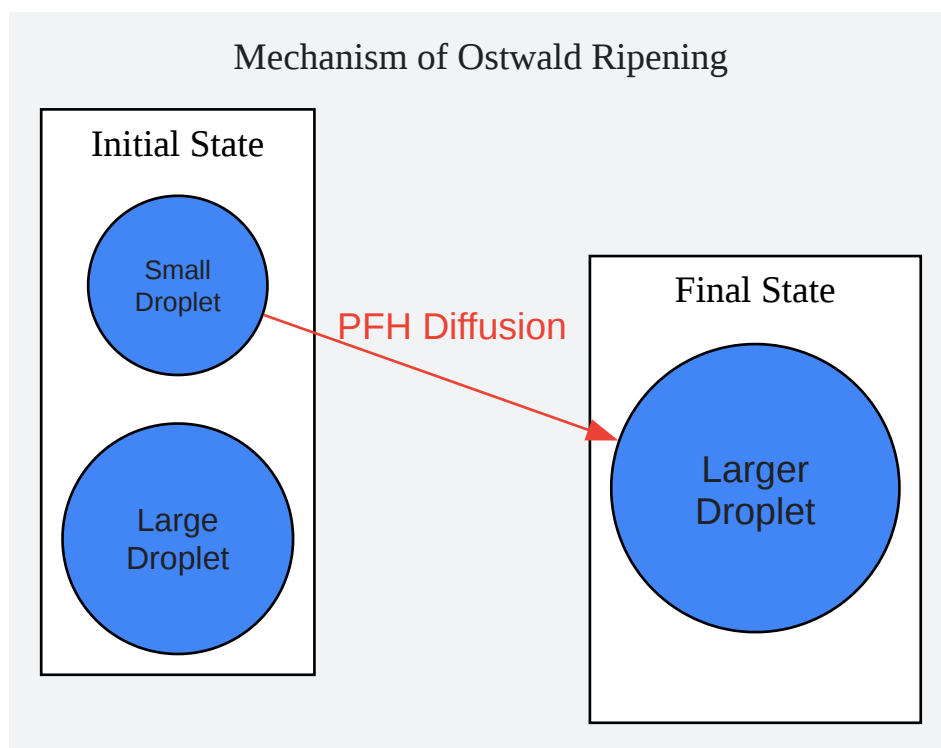 Mechanism of Ostwald Ripening
Initial State
Small
Droplet
Large
Droplet
PFH Diffusion
Final State
Larger
Droplet